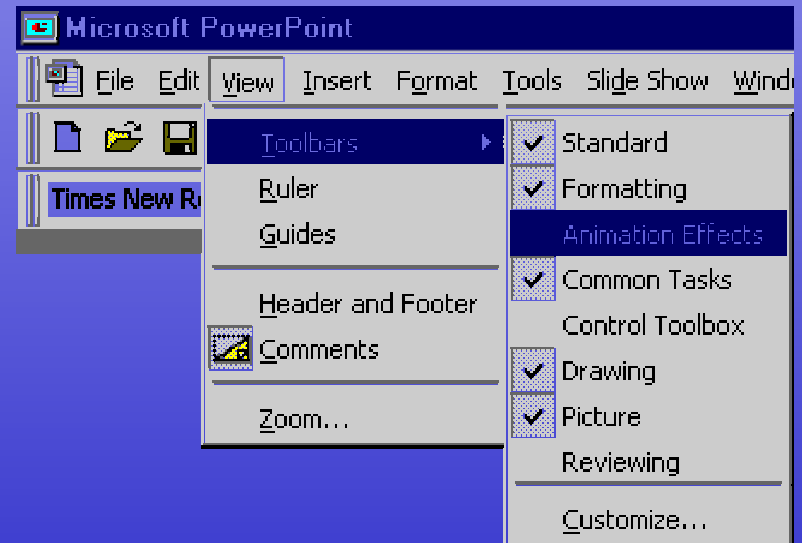 Microsoft PowerPoint
File Edit View Insert Format Tools Slide Show Wind
Times New R
Toolbars
Ruler
Guides
Header and Footer
Comments
Zoom...
Standard
Formatting
Animation Effects
Common Tasks
Control Toolbox
Drawing
Picture
Reviewing
Customize...